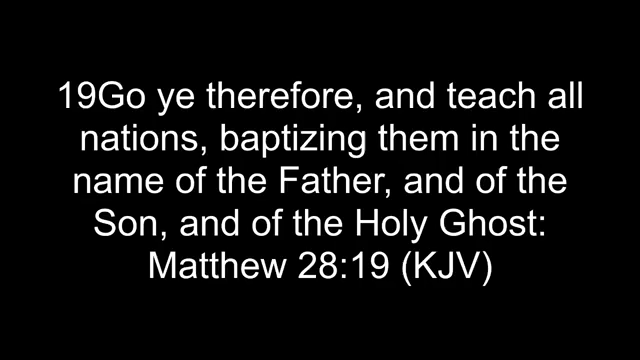 19Go ye therefore, and teach all
nations, baptizing them in the
name of the Father, and of the
Son, and of the Holy Ghost:
Matthew 28:19 (KJV)